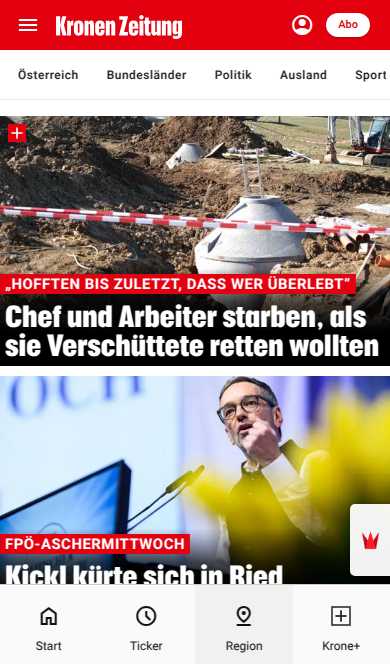 Kronen Zeitung
Abo
Österreich Bundesländer Politik Ausland Sport
„HOFFTEN BIS ZULETZT, DASS WER ÜBERLEBT“
Chef und Arbeiter starben, als
sie Verschüttete retten wollten
OCH
FPÖ-ASCHERMITTWOCH
Kickl kürte sich in Ried
Start Ticker Region Krone+